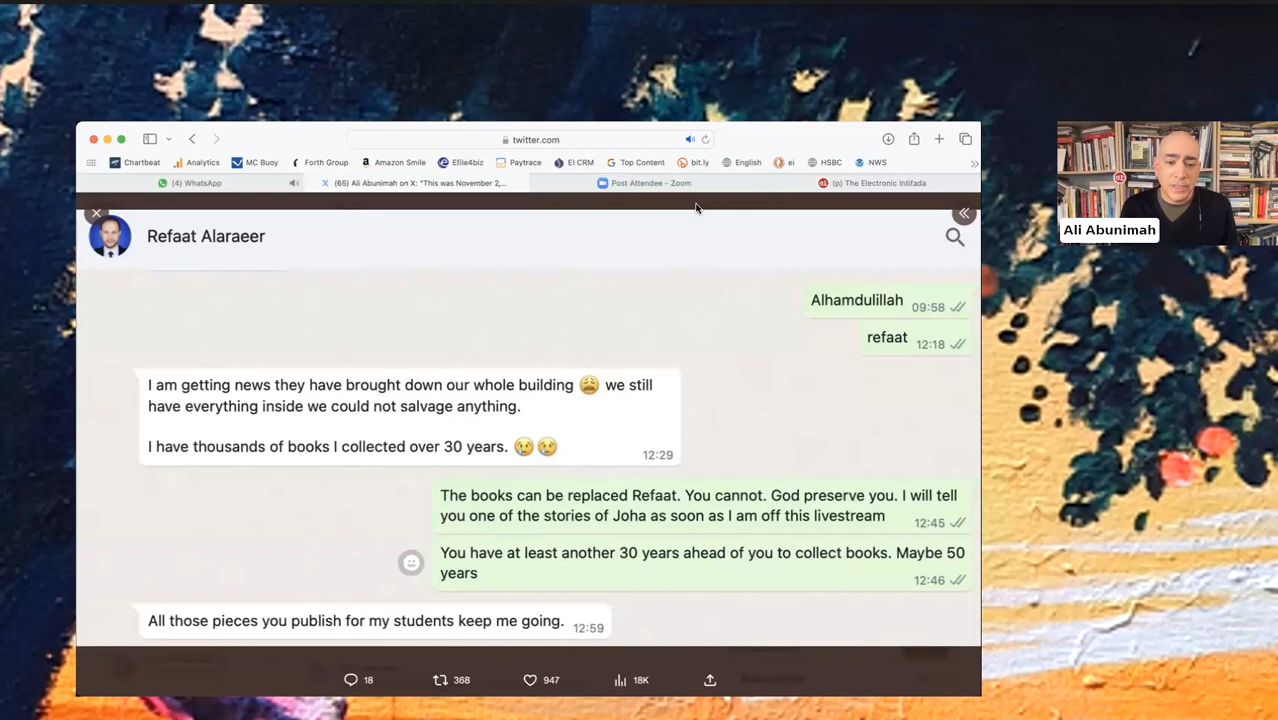 twitter.com
Chartbeat Analytics MC Buoy Forth Group Amazon Smile Efile4biz Paytrace EI CRM Top Content bit.ly English ei HSBC NWS
(4) WhatsApp (65) Ali Abunimah on X: "This was November 2,... Post Attendee - Zoom (p) The Electronic Intifada
Refaat Alaraeer
Ali Abunimah
Alhamdulillah 09:58
refaat 12:18
I am getting news they have brought down our whole building 😩 we still
have everything inside we could not salvage anything.
I have thousands of books I collected over 30 years. 😢😢
12:29
The books can be replaced Refaat. You cannot. God preserve you. I will tell
you one of the stories of Joha as soon as I am off this livestream 12:45
You have at least another 30 years ahead of you to collect books. Maybe 50
years 12:46
All those pieces you publish for my students keep me going. 12:59
18 368 947 18K